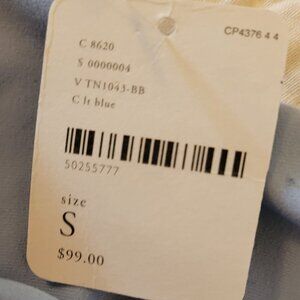 CP4376 4 4
C 8620
S 0000004
V TN1043-BB
C lt blue
50255777
size
S
$99.00